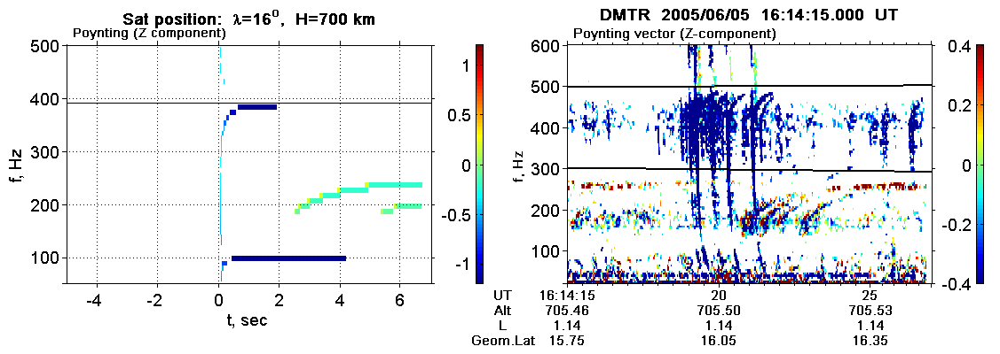 Sat position: λ=16°, H=700 km
Poynting (Z component)
500
400
300
200
100
f, Hz
-4 -2 0 2 4 6
t, sec
1
0.5
0
-0.5
-1
DMTR 2005/06/05 16:14:15.000 UT
Poynting vector (Z-component)
600
500
400
300
200
100
f, Hz
0.4
0.2
0
-0.2
-0.4
UT 16:14:15 20 25
Alt 705.46 705.50 705.53
L 1.14 1.14 1.14
Geom.Lat 15.75 16.05 16.35